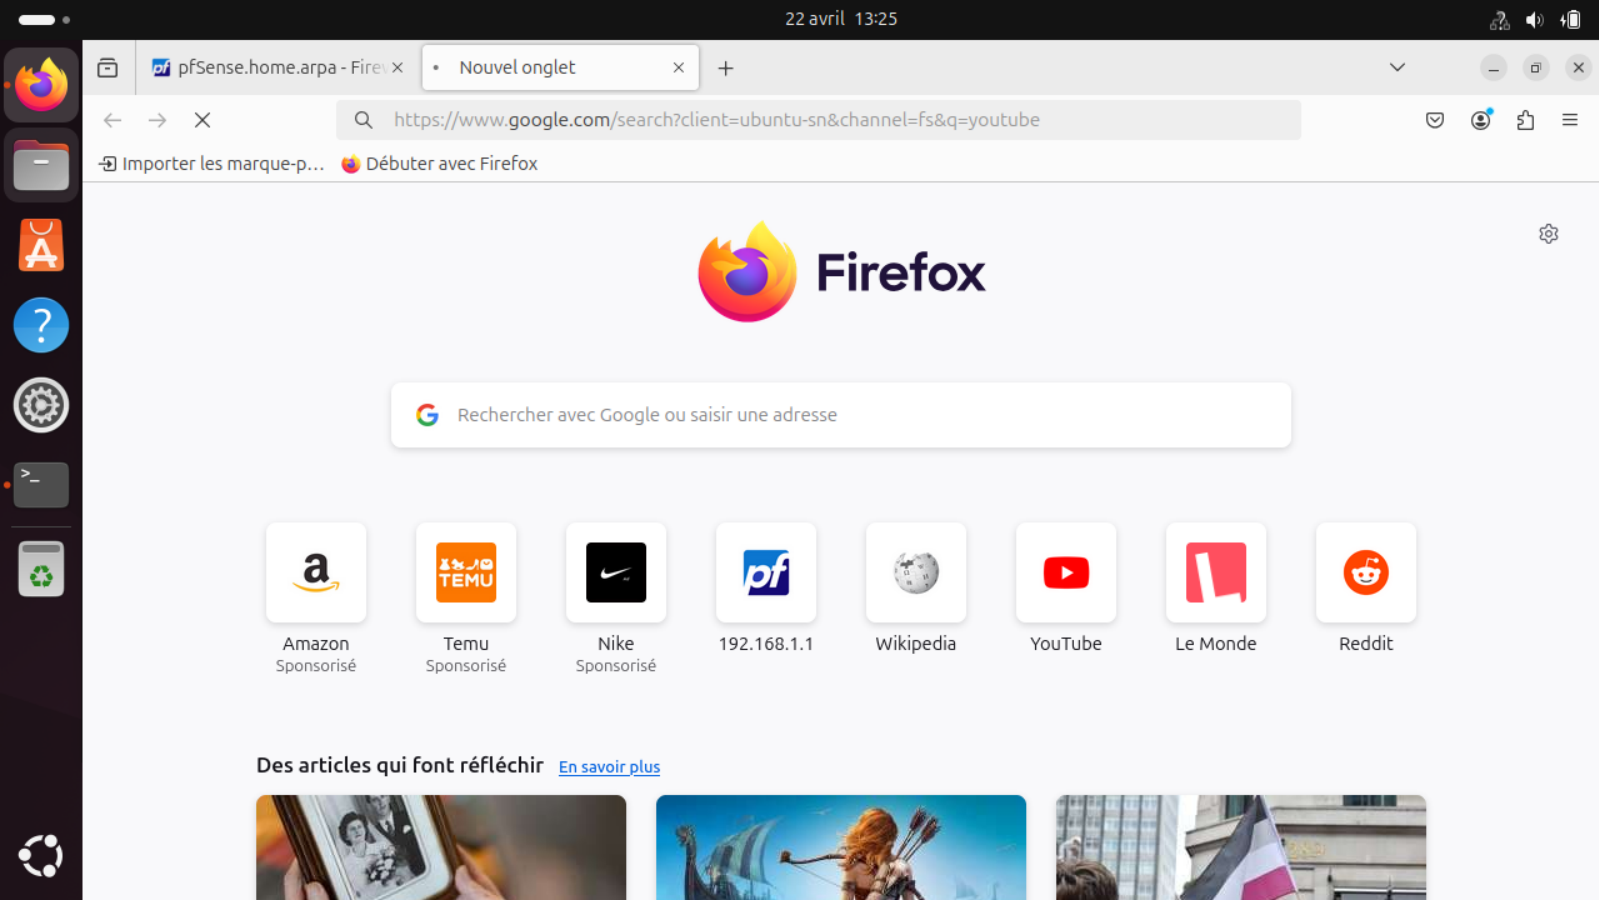 22 avril 13:25
pfSense.home.arpa - Firew
Nouvel onglet
https://www.google.com/search?client=ubuntu-sn&channel=fs&q=youtube
Importer les marque-p… Débuter avec Firefox
Firefox
Rechercher avec Google ou saisir une adresse
a TEMU pf
Amazon Temu Nike 192.168.1.1 Wikipedia YouTube Le Monde Reddit
Sponsorisé Sponsorisé Sponsorisé
Des articles qui font réfléchir En savoir plus